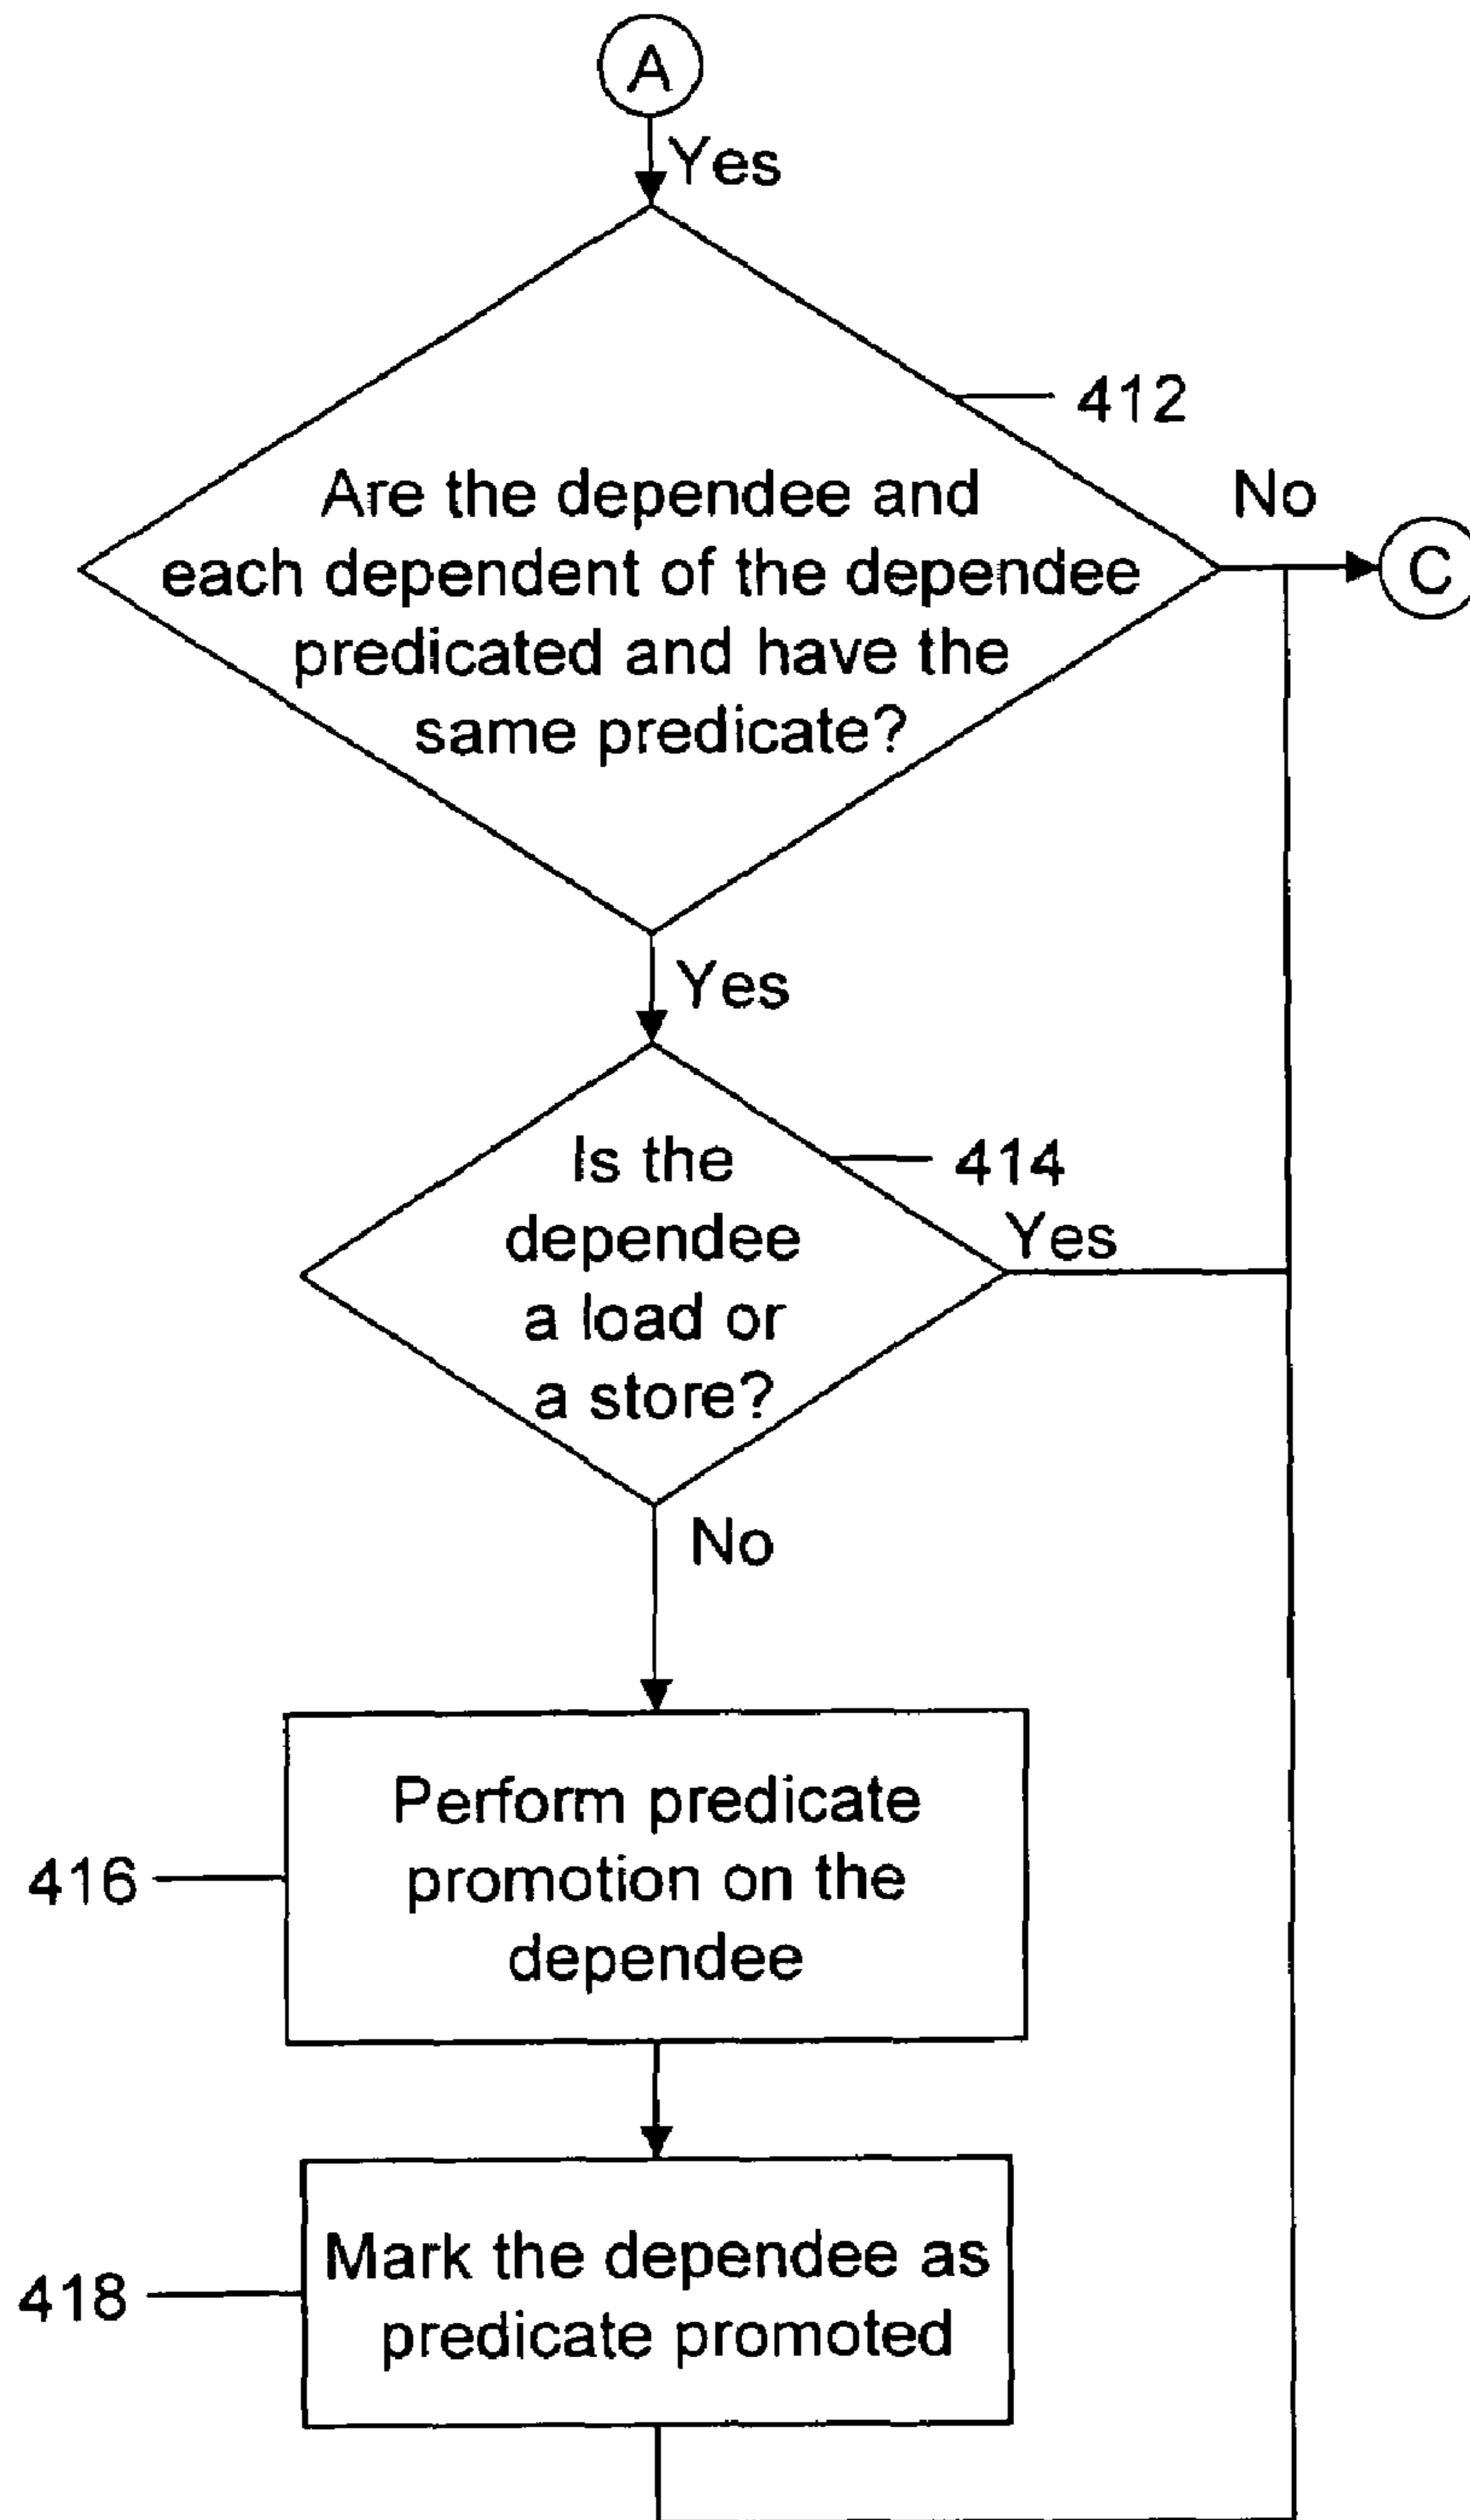 A
Yes
412
Are the dependee and
each dependent of the dependee
predicated and have the
same predicate?
No
C
Yes
414
Is the
dependee
a load or
a store?
Yes
No
416
Perform predicate
promotion on the
dependee
418
Mark the dependee as
predicate promoted